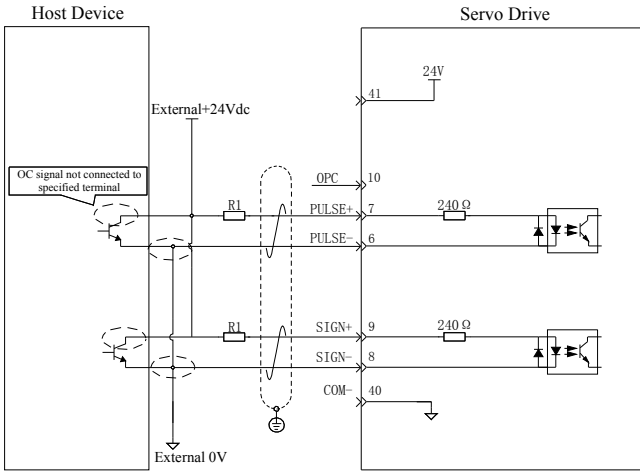 Host Device
Servo Drive
24V
41
External+24Vdc
OC signal not connected to
specified terminal
OPC
10
R1
PULSE+
7
240Ω
PULSE-
6
R1
SIGN+
9
240Ω
SIGN-
8
COM-
40
External 0V